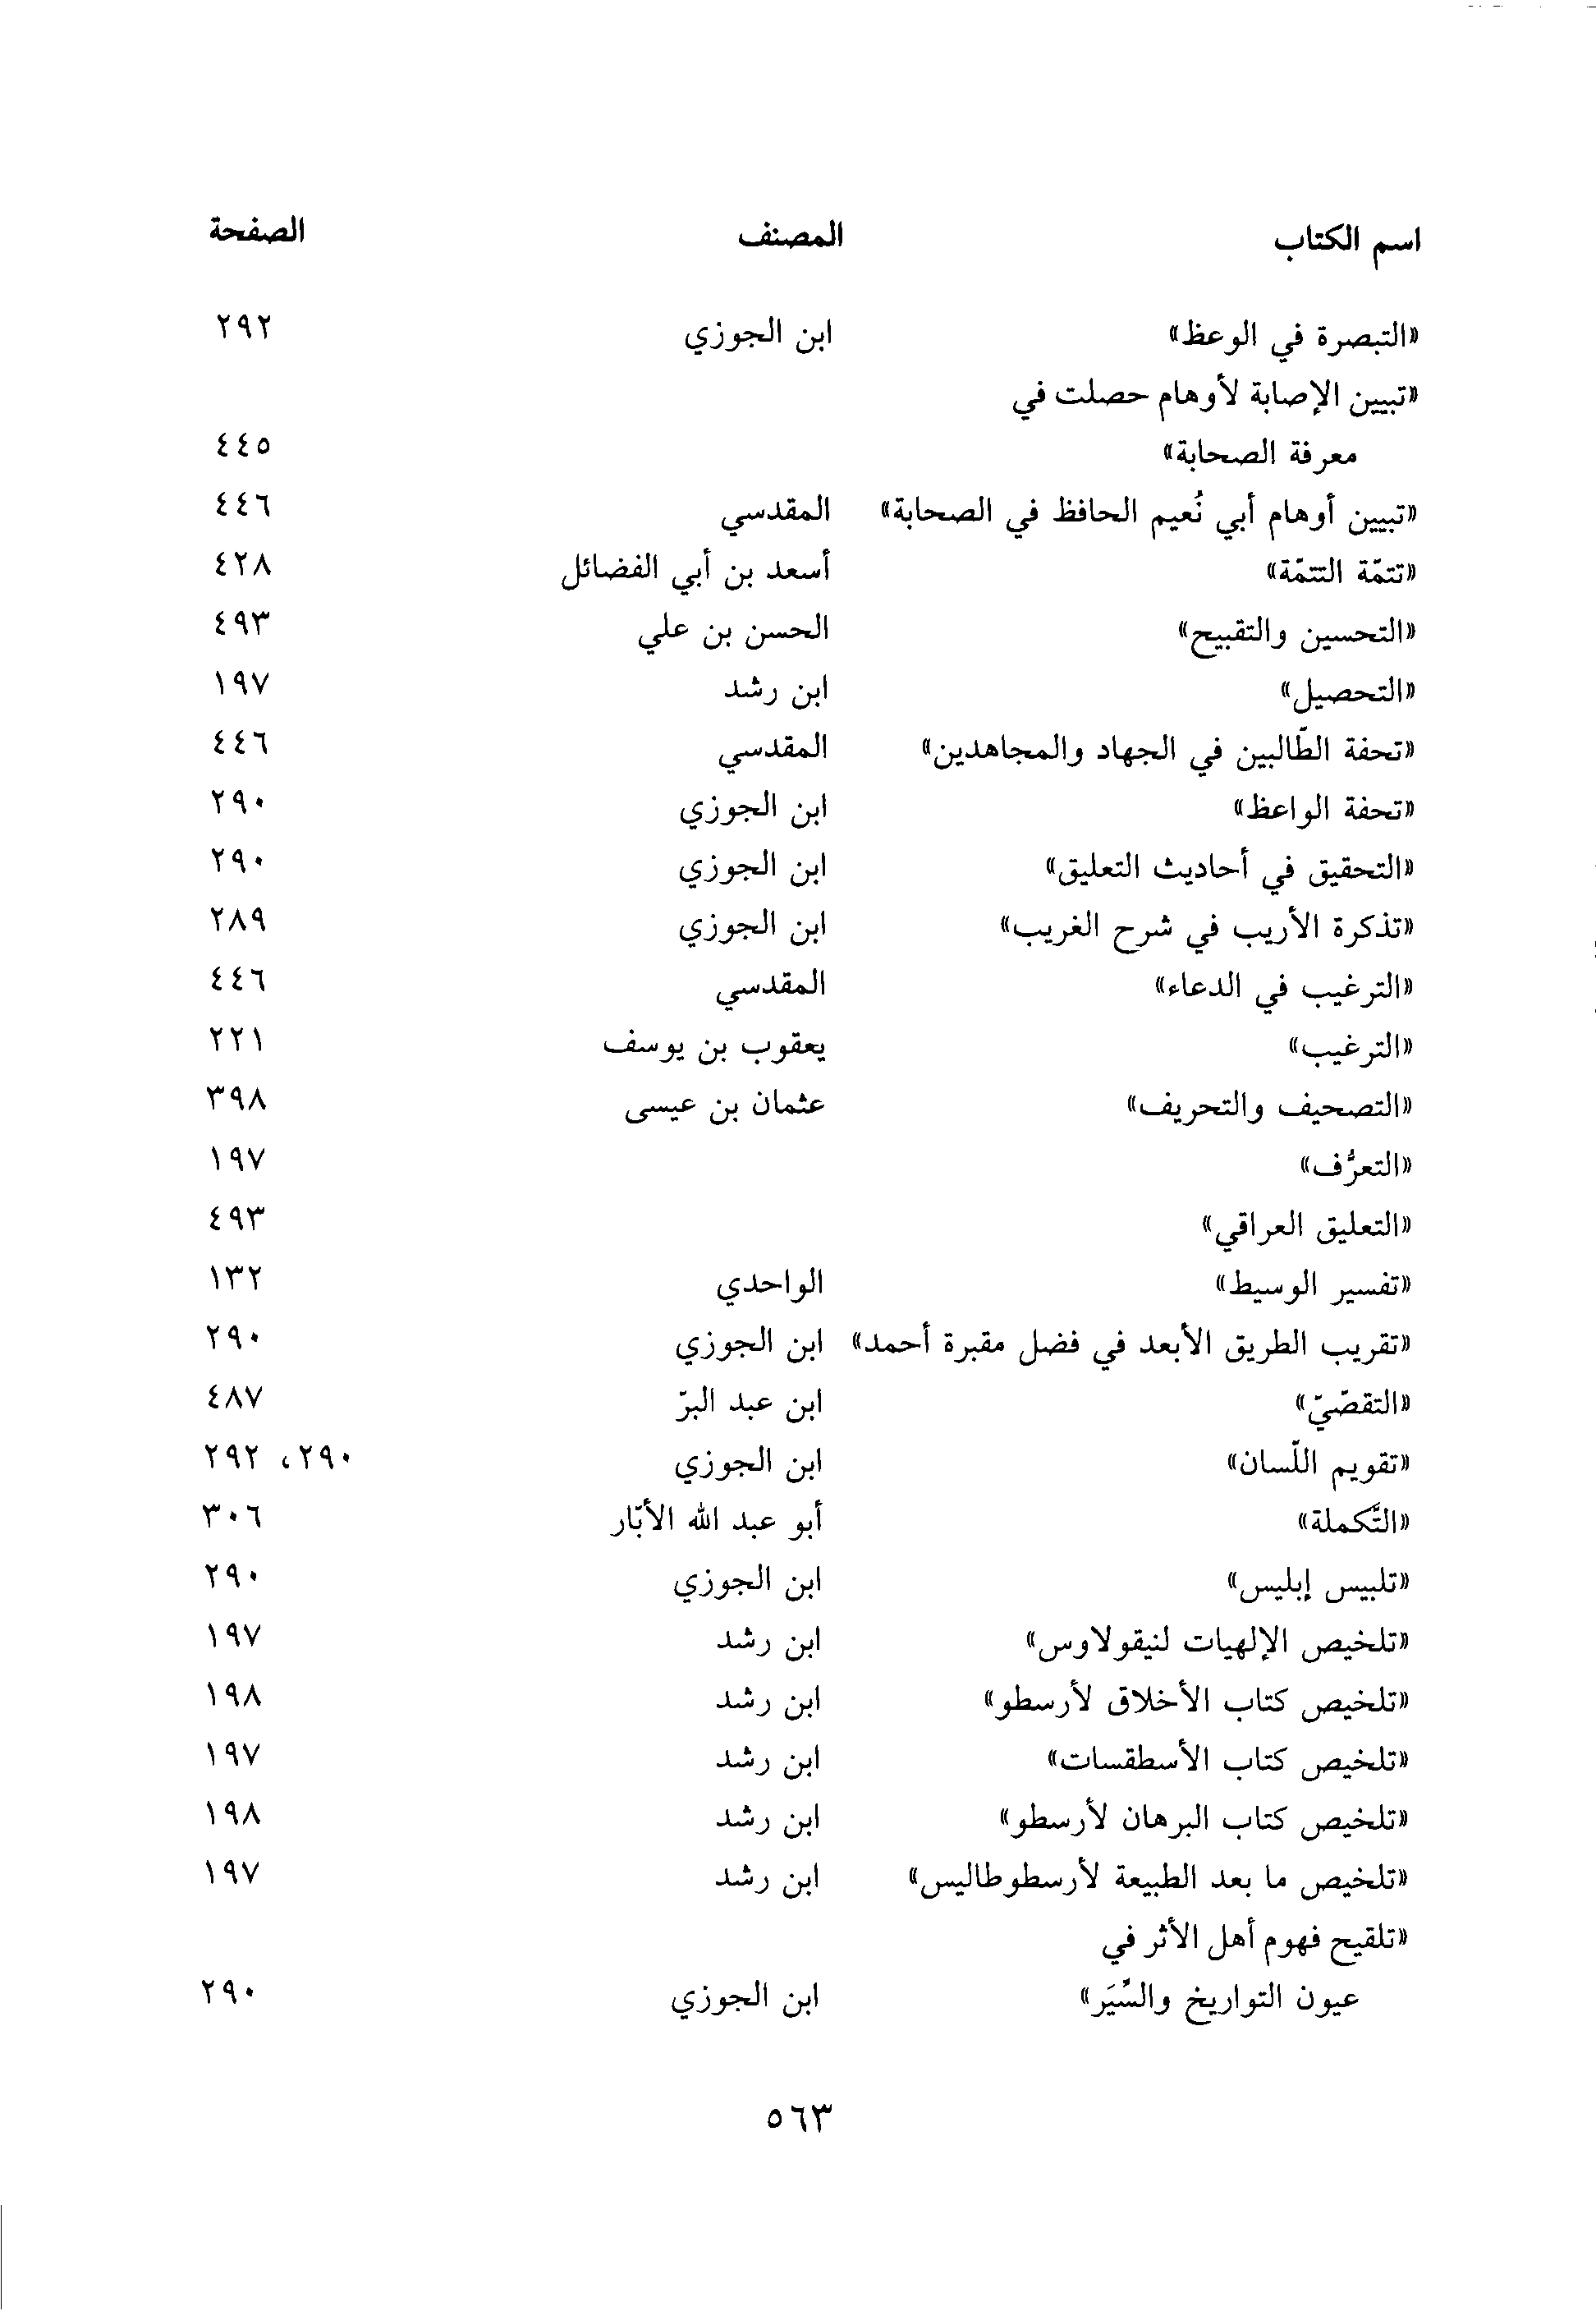 اسم الكتاب المصنف الصفحة
«التبصرة في الوعظ» ابن الجوزي ٢٩٢
«تبيين الإصابة لأوهام حصلت في
معرفة الصحابة» ٤٤٥
«تبيين أوهام أبي نُعيم الحافظ في الصحابة» المقدسي ٤٤٦
«تتمّة التتمّة» أسعد بن أبي الفضائل ٤٢٨
«التحسين والتقبيح» الحسن بن علي ٤٩٣
«التحصيل» ابن رشد ١٩٧
«تحفة الطّالبين في الجهاد والمجاهدين» المقدسي ٤٤٦
«تحفة الواعظ» ابن الجوزي ٢٩٠
«التحقيق في أحاديث التعليق» ابن الجوزي ٢٩٠
«تذكرة الأريب في شرح الغريب» ابن الجوزي ٢٨٩
«الترغيب في الدعاء» المقدسي ٤٤٦
«الترغيب» يعقوب بن يوسف ٢٢١
«التصحيف والتحريف» عثمان بن عيسى ٣٩٨
«التعرُّف» ١٩٧
«التعليق العراقي» ٤٩٣
«تفسير الوسيط» الواحدي ١٣٢
«تقريب الطريق الأبعد في فضل مقبرة أحمد» ابن الجوزي ٢٩٠
«التقصّيّ» ابن عبد البرّ ٤٨٧
«تقويم اللّسان» ابن الجوزي ٢٩٠، ٢٩٢
«التَّكملة» أبو عبد الله الأبّار ٣٠٦
«تلبيس إبليس» ابن الجوزي ٢٩٠
«تلخيص الإلهيات لنيقولاوس» ابن رشد ١٩٧
«تلخيص كتاب الأخلاق لأرسطو» ابن رشد ١٩٨
«تلخيص كتاب الأسطقسات» ابن رشد ١٩٧
«تلخيص كتاب البرهان لأرسطو» ابن رشد ١٩٨
«تلخيص ما بعد الطبيعة لأرسطوطاليس» ابن رشد ١٩٧
«تلقيح فهوم أهل الأثر في
عيون التواريخ والسِّيَر» ابن الجوزي ٢٩٠
٥٦٣